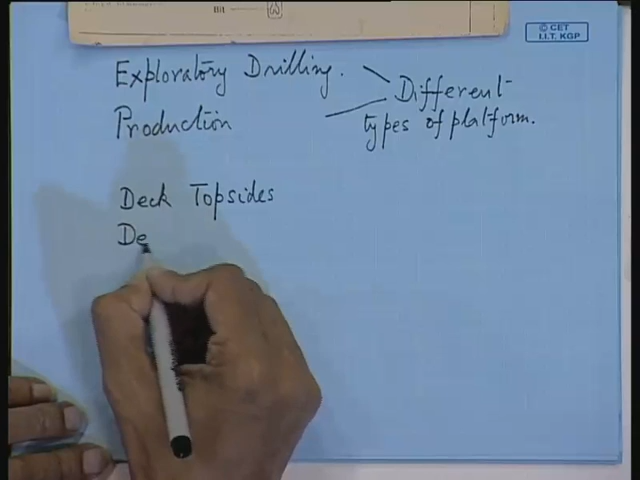 Bit
© CET
I.I.T. KGP
Exploratory Drilling.
Different
Production
types of platform.
Deck Topsides
De